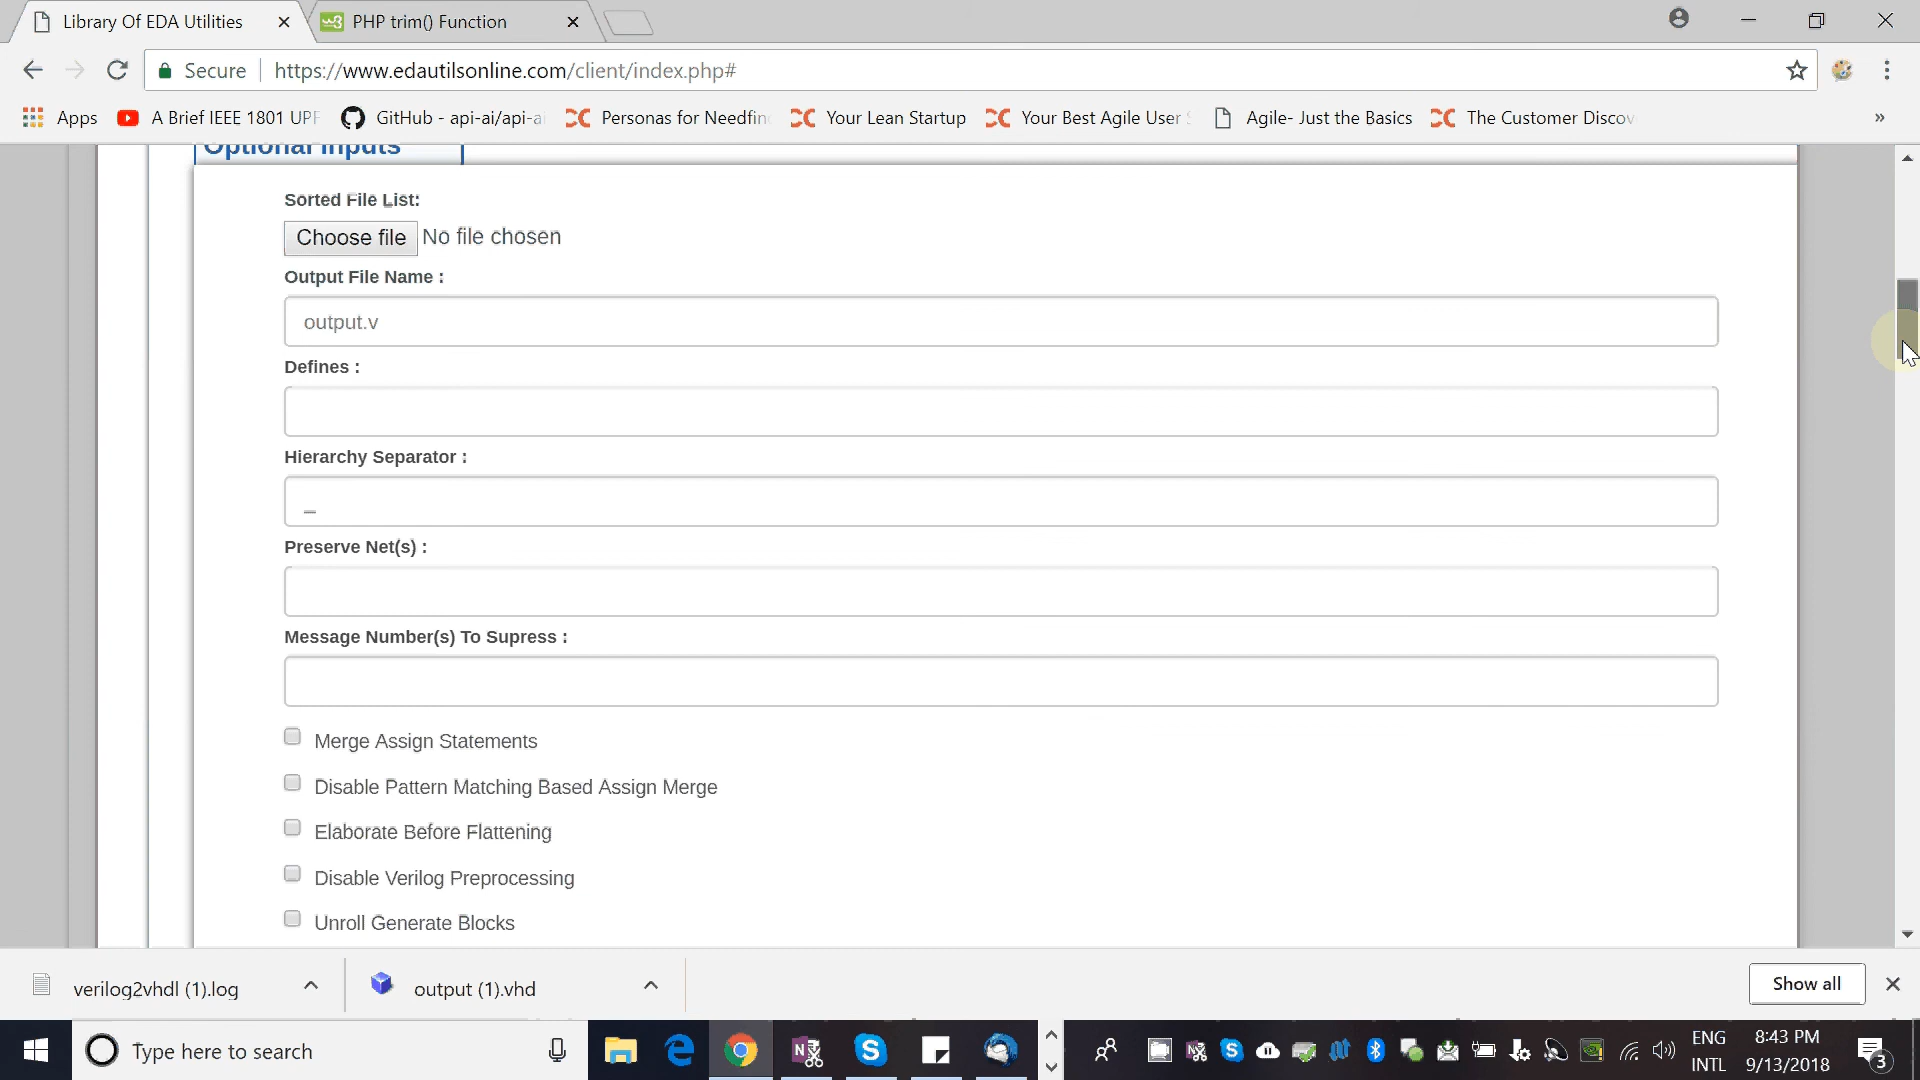 Library Of EDA Utilities
PHP trim() Function
Secure
https://www.edautilsonline.com/client/index.php#
Apps
A Brief IEEE 1801 UPF
GitHub - api-ai/api-a
Personas for Needfin
Your Lean Startup
Your Best Agile User S
Agile- Just the Basics
The Customer Discov
»
Optional Inputs
Sorted File List:
Choose file No file chosen
Output File Name :
output.v
Defines :
Hierarchy Separator :
_
Preserve Net(s) :
Message Number(s) To Supress :
Merge Assign Statements
Disable Pattern Matching Based Assign Merge
Elaborate Before Flattening
Disable Verilog Preprocessing
Unroll Generate Blocks
verilog2vhdl (1).log
output (1).vhd
Show all
Type here to search
ENG
INTL
8:43 PM
9/13/2018
3